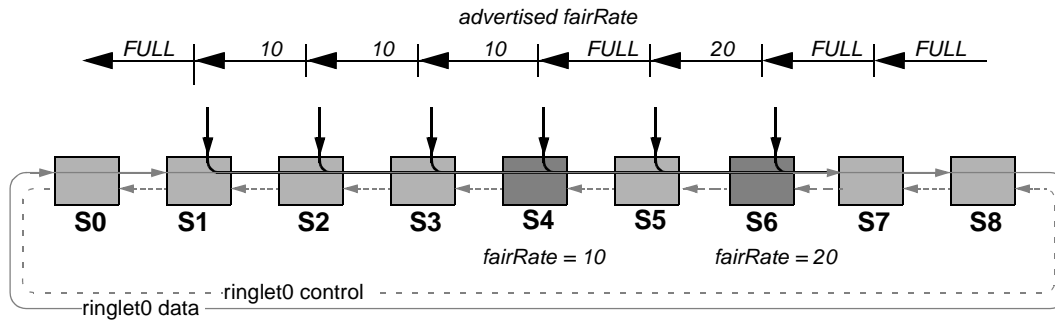 advertised fairRate
FULL 10 10 10 FULL 20 FULL FULL
S0 S1 S2 S3 S4 S5 S6 S7 S8
fairRate = 10 fairRate = 20
ringlet0 control
ringlet0 data